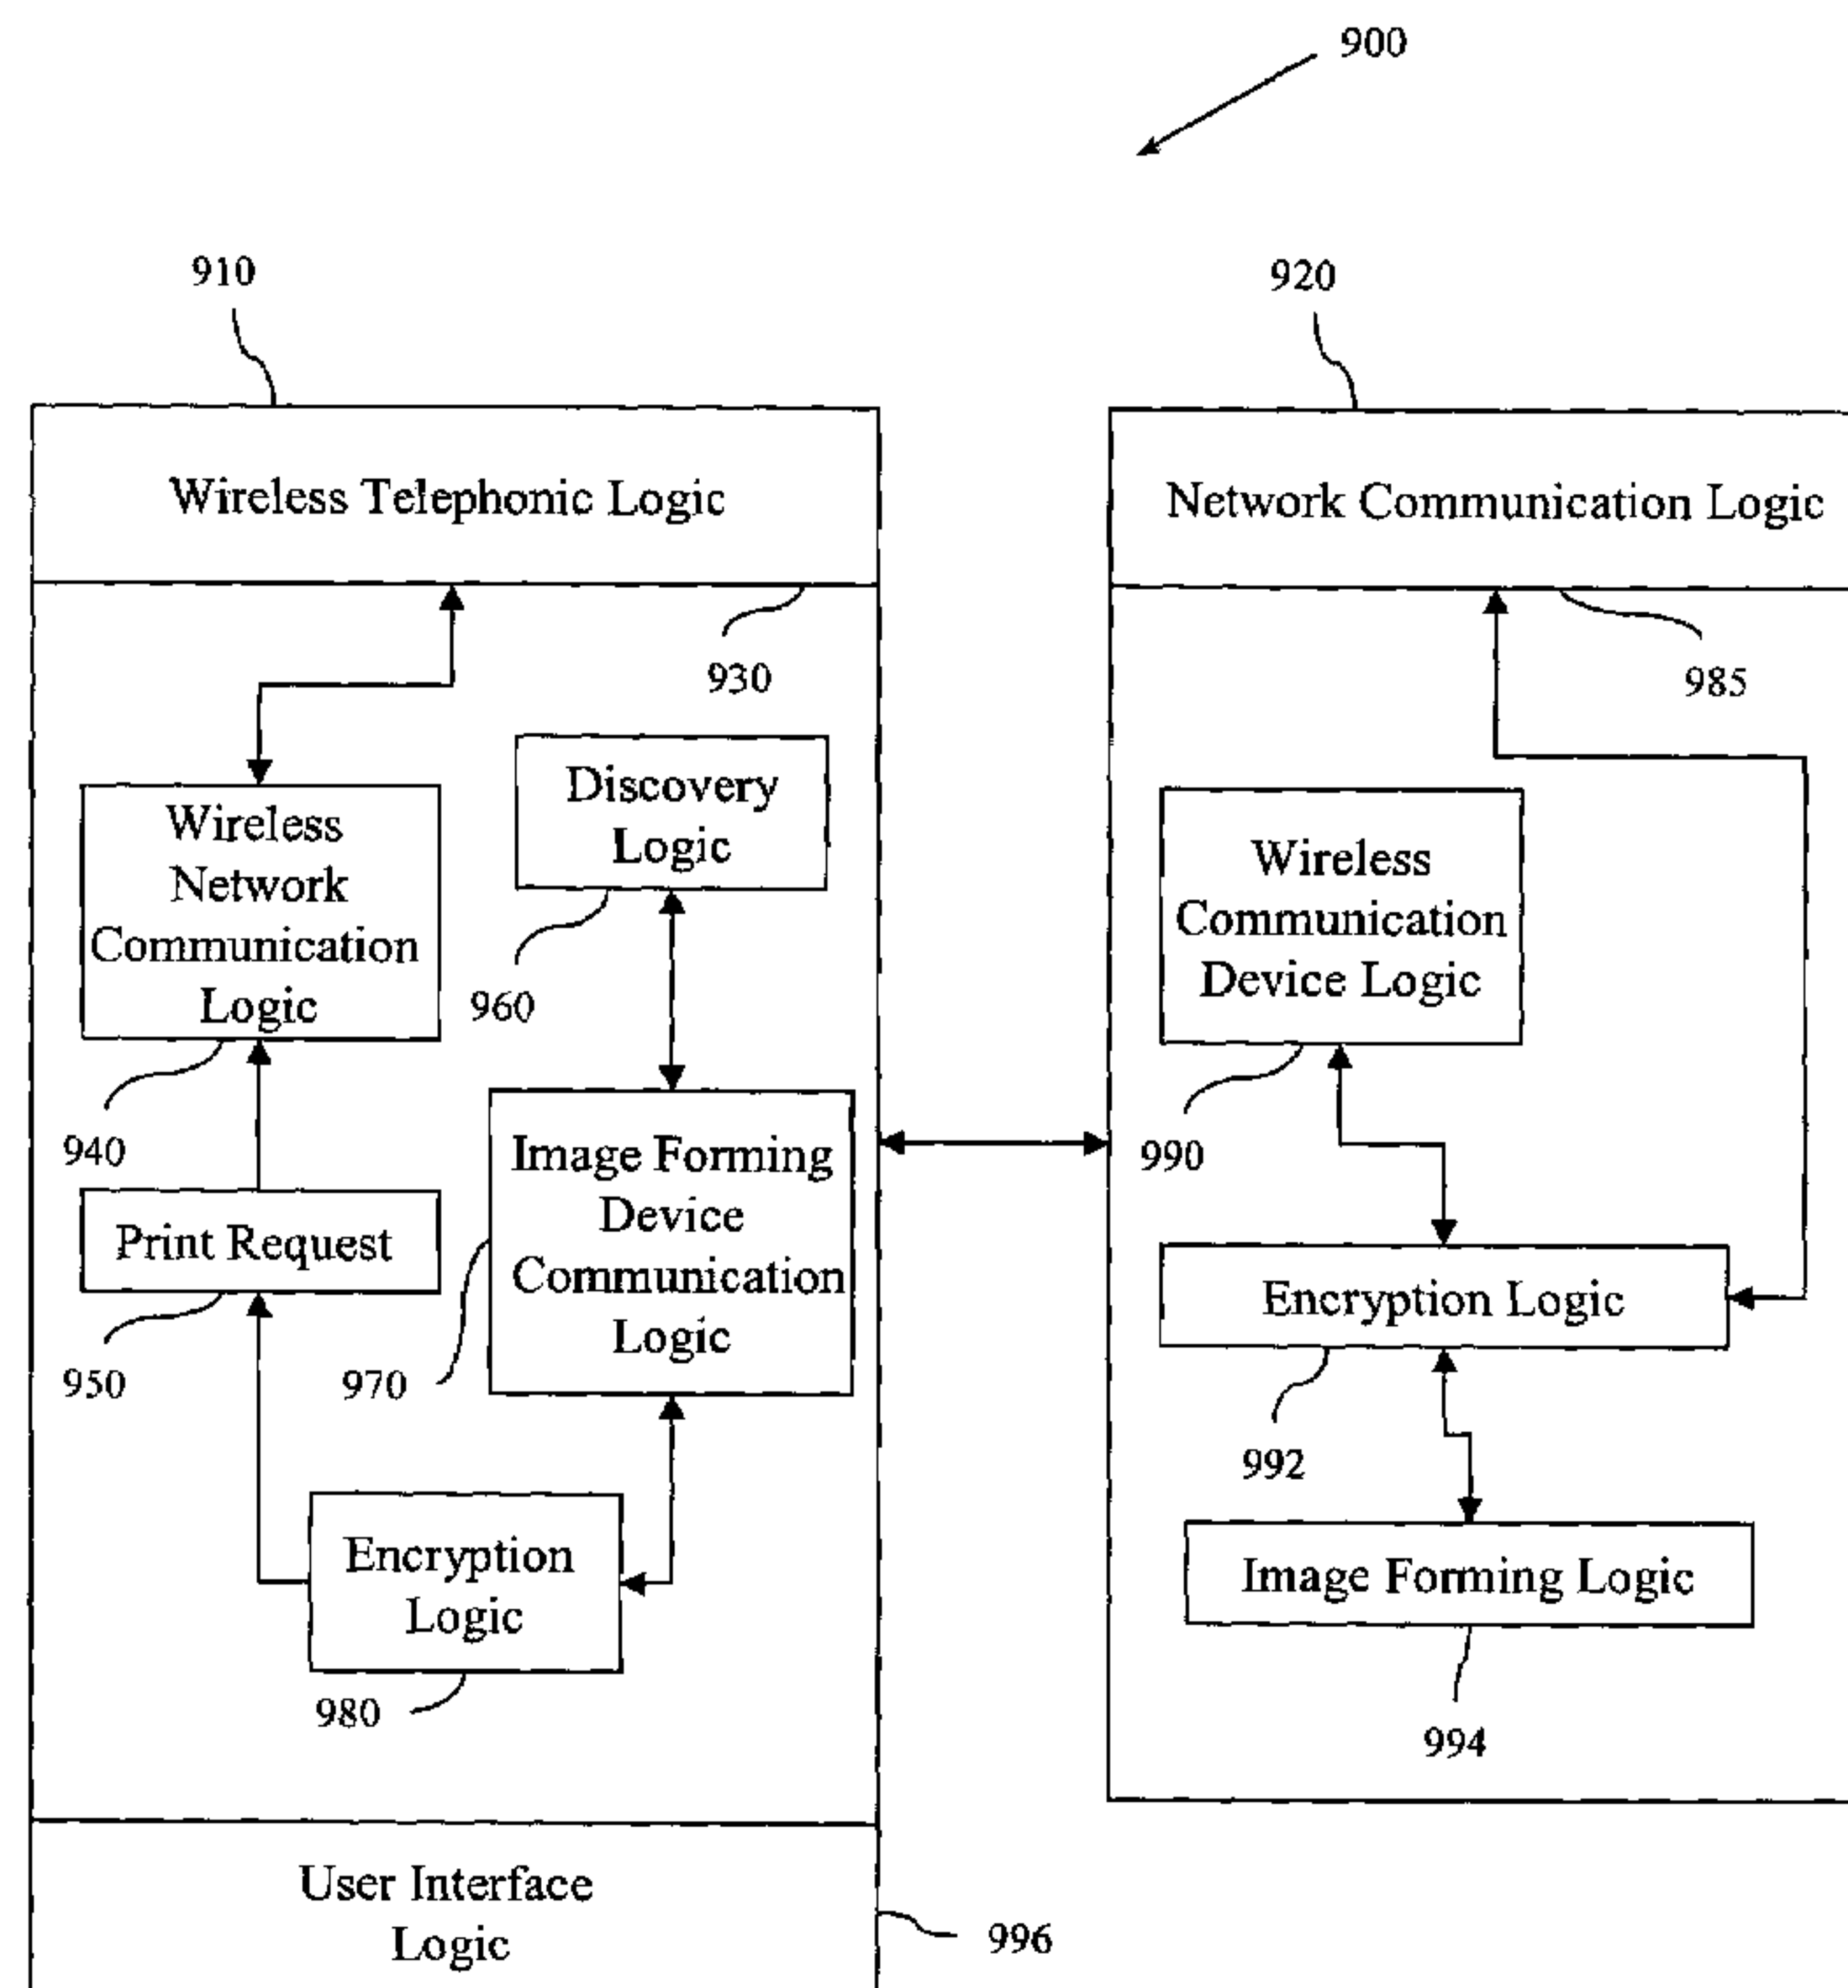 900
910
920
Wireless Telephonic Logic
Network Communication Logic
930
985
Wireless
Network
Communication
Logic
940
Discovery
Logic
960
Wireless
Communication
Device Logic
990
Print Request
950
Image Forming
Device
Communication
Logic
970
Encryption Logic
992
Encryption
Logic
980
Image Forming Logic
994
User Interface
Logic
996